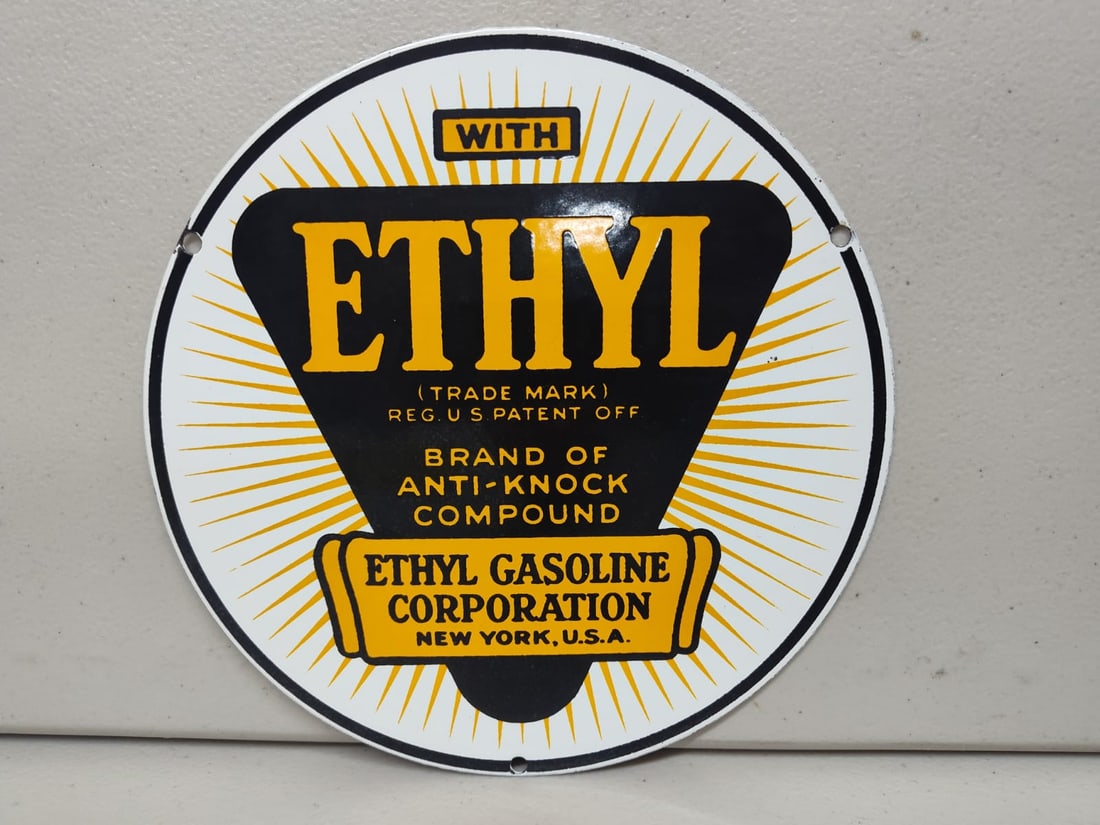 WITH
ETHYL
(TRADE MARK)
REG. U S. PATENT OFF
BRAND OF
ANTI-KNOCK
COMPOUND
ETHYL GASOLINE
CORPORATION
NEW YORK, U.S.A.